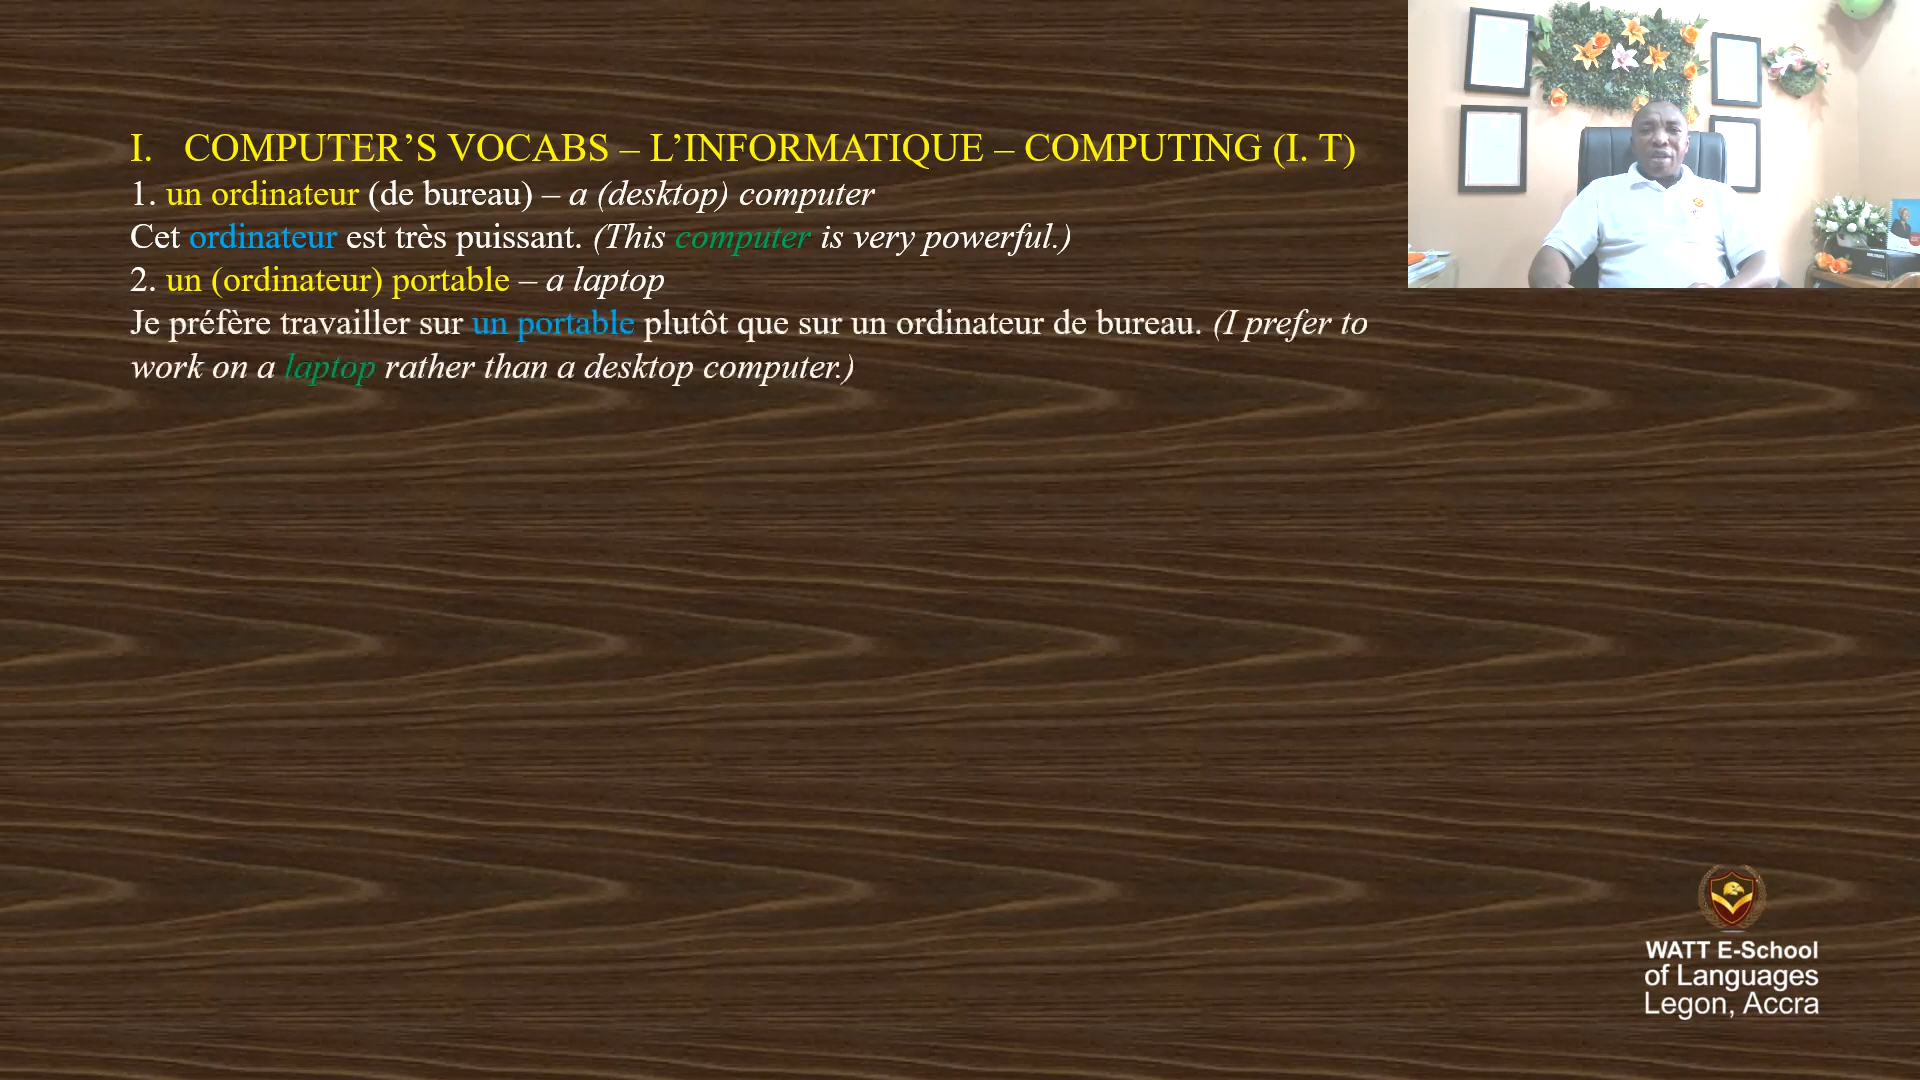 I. COMPUTER’S VOCABS – L’INFORMATIQUE – COMPUTING (I. T)
1. un ordinateur (de bureau) – a (desktop) computer
Cet ordinateur est très puissant. (This computer is very powerful.)
2. un (ordinateur) portable – a laptop
Je préfère travailler sur un portable plutôt que sur un ordinateur de bureau. (I prefer to
work on a laptop rather than a desktop computer.)
WATT E-School
of Languages
Legon, Accra